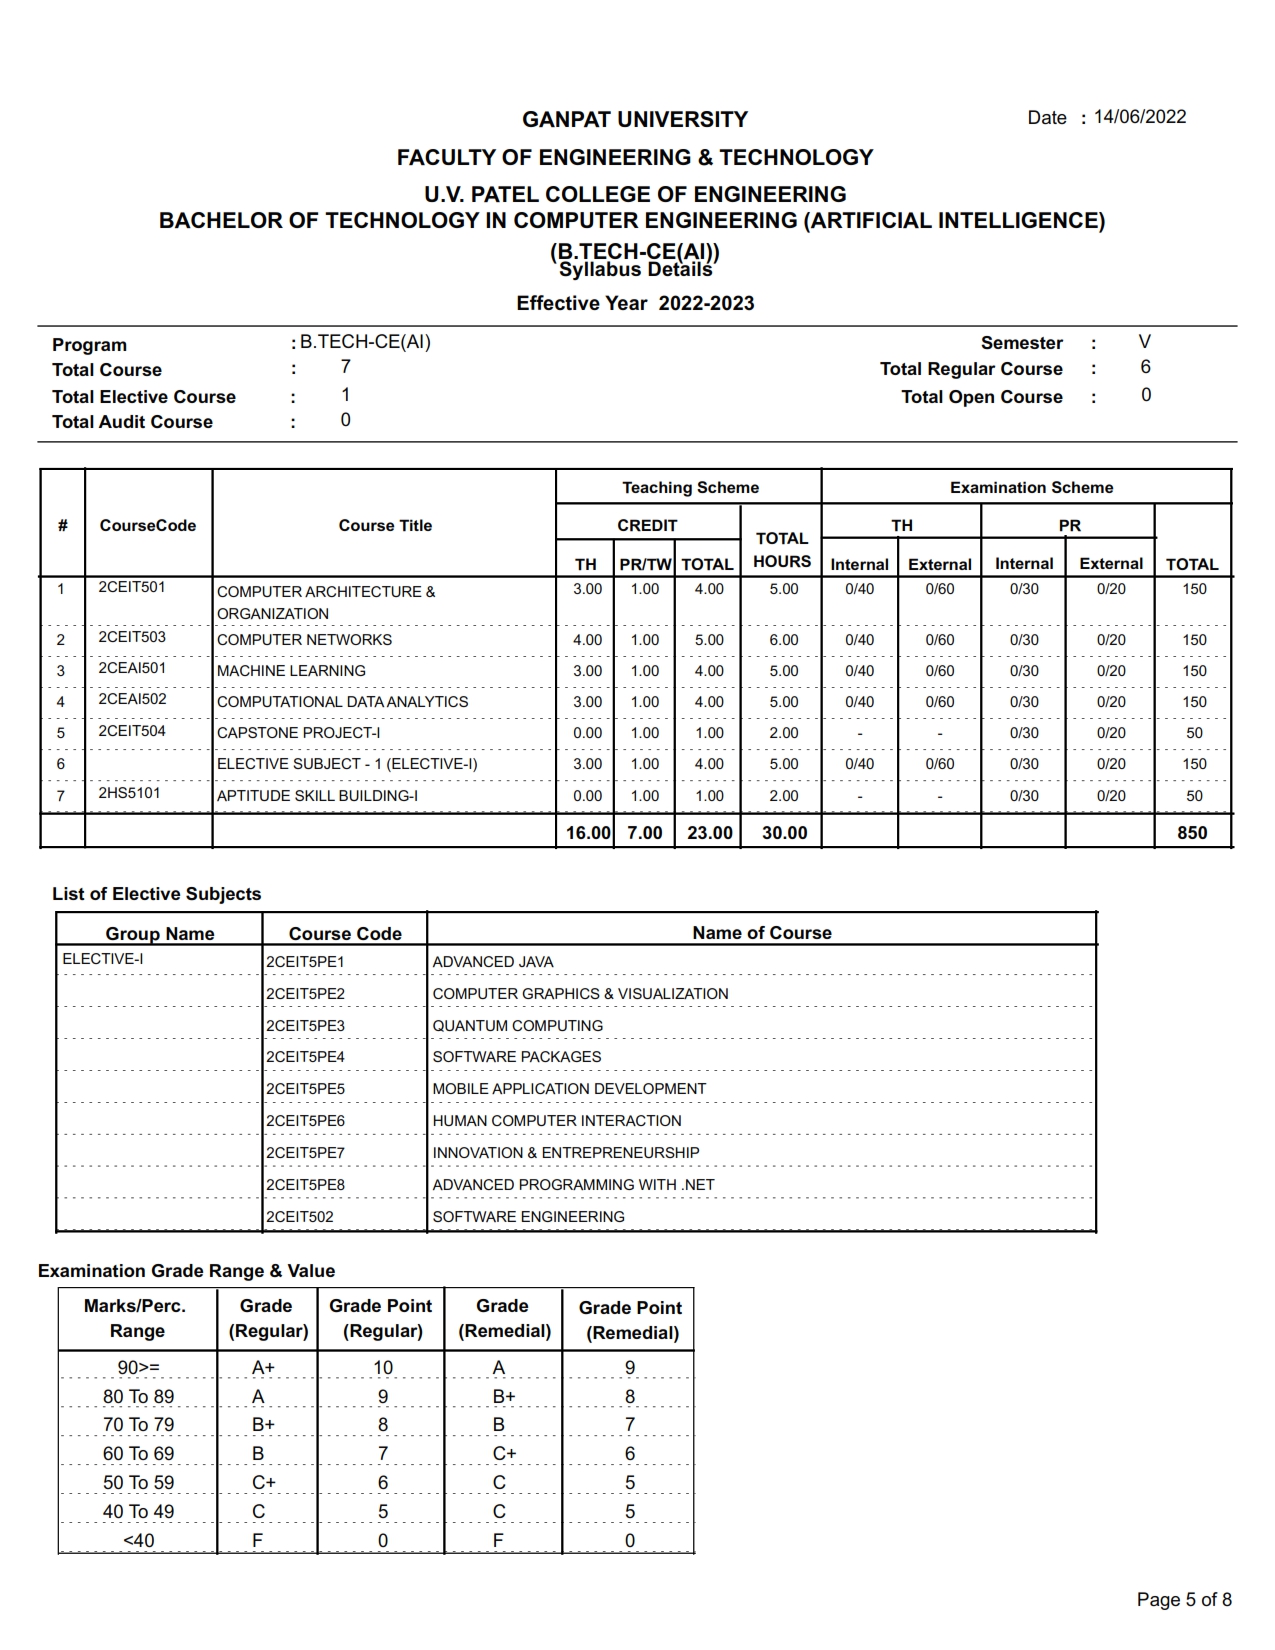 GANPAT UNIVERSITY
Date : 14/06/2022
FACULTY OF ENGINEERING & TECHNOLOGY
U.V. PATEL COLLEGE OF ENGINEERING
BACHELOR OF TECHNOLOGY IN COMPUTER ENGINEERING (ARTIFICIAL INTELLIGENCE)
(B.TECH-CE(AI))
Syllabus Details
Effective Year 2022-2023
Program : B.TECH-CE(AI) Semester : V
Total Course : 7 Total Regular Course : 6
Total Elective Course : 1 Total Open Course : 0
Total Audit Course : 0
Teaching Scheme Examination Scheme
# CourseCode Course Title CREDIT TOTAL HOURS TH PR
TH PR/TW TOTAL Internal External Internal External TOTAL
1 2CEIT501 COMPUTER ARCHITECTURE & 3.00 1.00 4.00 5.00 0/40 0/60 0/30 0/20 150
ORGANIZATION
2 2CEIT503 COMPUTER NETWORKS 4.00 1.00 5.00 6.00 0/40 0/60 0/30 0/20 150
3 2CEAI501 MACHINE LEARNING 3.00 1.00 4.00 5.00 0/40 0/60 0/30 0/20 150
4 2CEAI502 COMPUTATIONAL DATA ANALYTICS 3.00 1.00 4.00 5.00 0/40 0/60 0/30 0/20 150
5 2CEIT504 CAPSTONE PROJECT-I 0.00 1.00 1.00 2.00 - - 0/30 0/20 50
6 ELECTIVE SUBJECT - 1 (ELECTIVE-I) 3.00 1.00 4.00 5.00 0/40 0/60 0/30 0/20 150
7 2HS5101 APTITUDE SKILL BUILDING-I 0.00 1.00 1.00 2.00 - - 0/30 0/20 50
16.00 7.00 23.00 30.00 850
List of Elective Subjects
Group Name Course Code Name of Course
ELECTIVE-I 2CEIT5PE1 ADVANCED JAVA
2CEIT5PE2 COMPUTER GRAPHICS & VISUALIZATION
2CEIT5PE3 QUANTUM COMPUTING
2CEIT5PE4 SOFTWARE PACKAGES
2CEIT5PE5 MOBILE APPLICATION DEVELOPMENT
2CEIT5PE6 HUMAN COMPUTER INTERACTION
2CEIT5PE7 INNOVATION & ENTREPRENEURSHIP
2CEIT5PE8 ADVANCED PROGRAMMING WITH .NET
2CEIT502 SOFTWARE ENGINEERING
Examination Grade Range & Value
Marks/Perc. Grade Grade Point Grade Grade Point
Range (Regular) (Regular) (Remedial) (Remedial)
90>= A+ 10 A 9
80 To 89 A 9 B+ 8
70 To 79 B+ 8 B 7
60 To 69 B 7 C+ 6
50 To 59 C+ 6 C 5
40 To 49 C 5 C 5
<40 F 0 F 0
Page 5 of 8